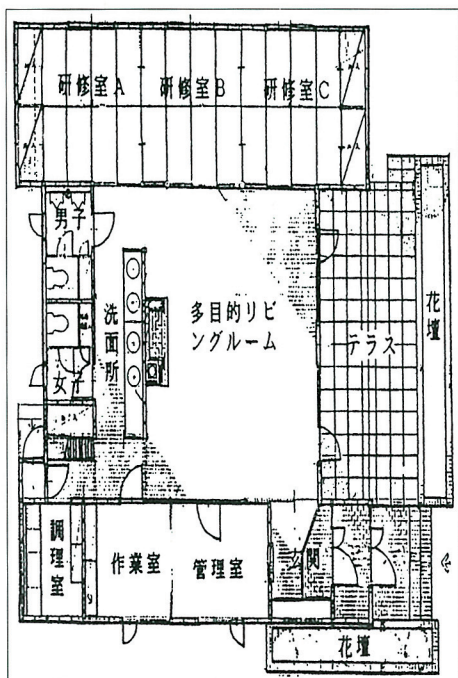 研修室A
研修室B
研修室C
男子
洗面所
多目的リビ
ングルーム
テラス
花壇
女子
調理室
作業室
管理室
玄関
花壇